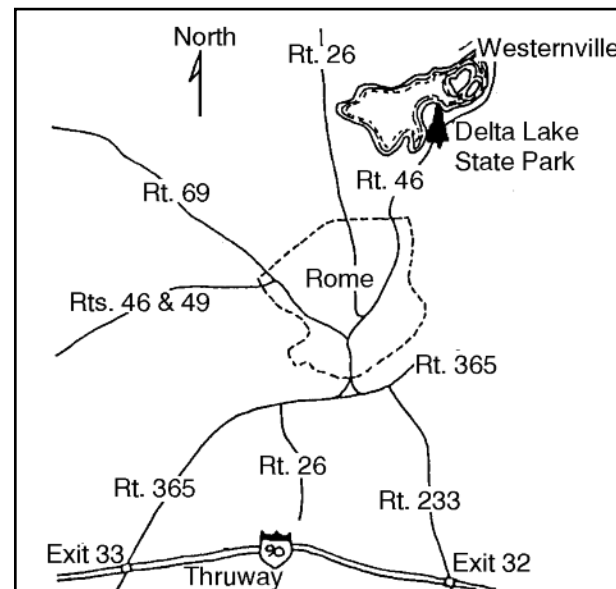 North
Rt. 26
Westernville
Delta Lake
State Park
Rt. 69
Rt. 46
Rome
Rts. 46 & 49
Rt. 365
Rt. 26
Rt. 365
Rt. 233
90
Exit 33
Thruway
Exit 32